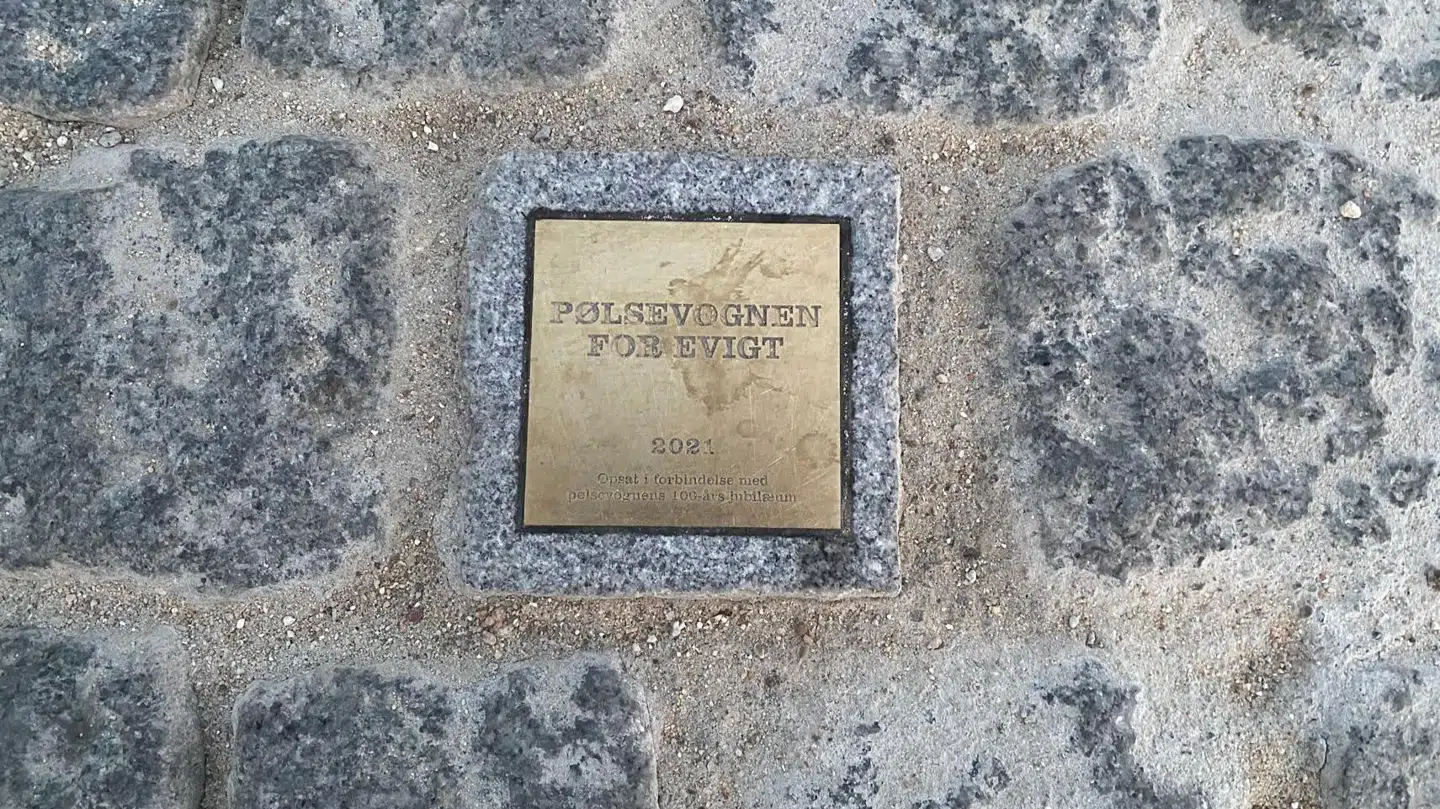 PØLSEVOGNEN
FOR EVIGT
2021
Opsat i forbindelse med
pølsevognens 100-års jubilæum